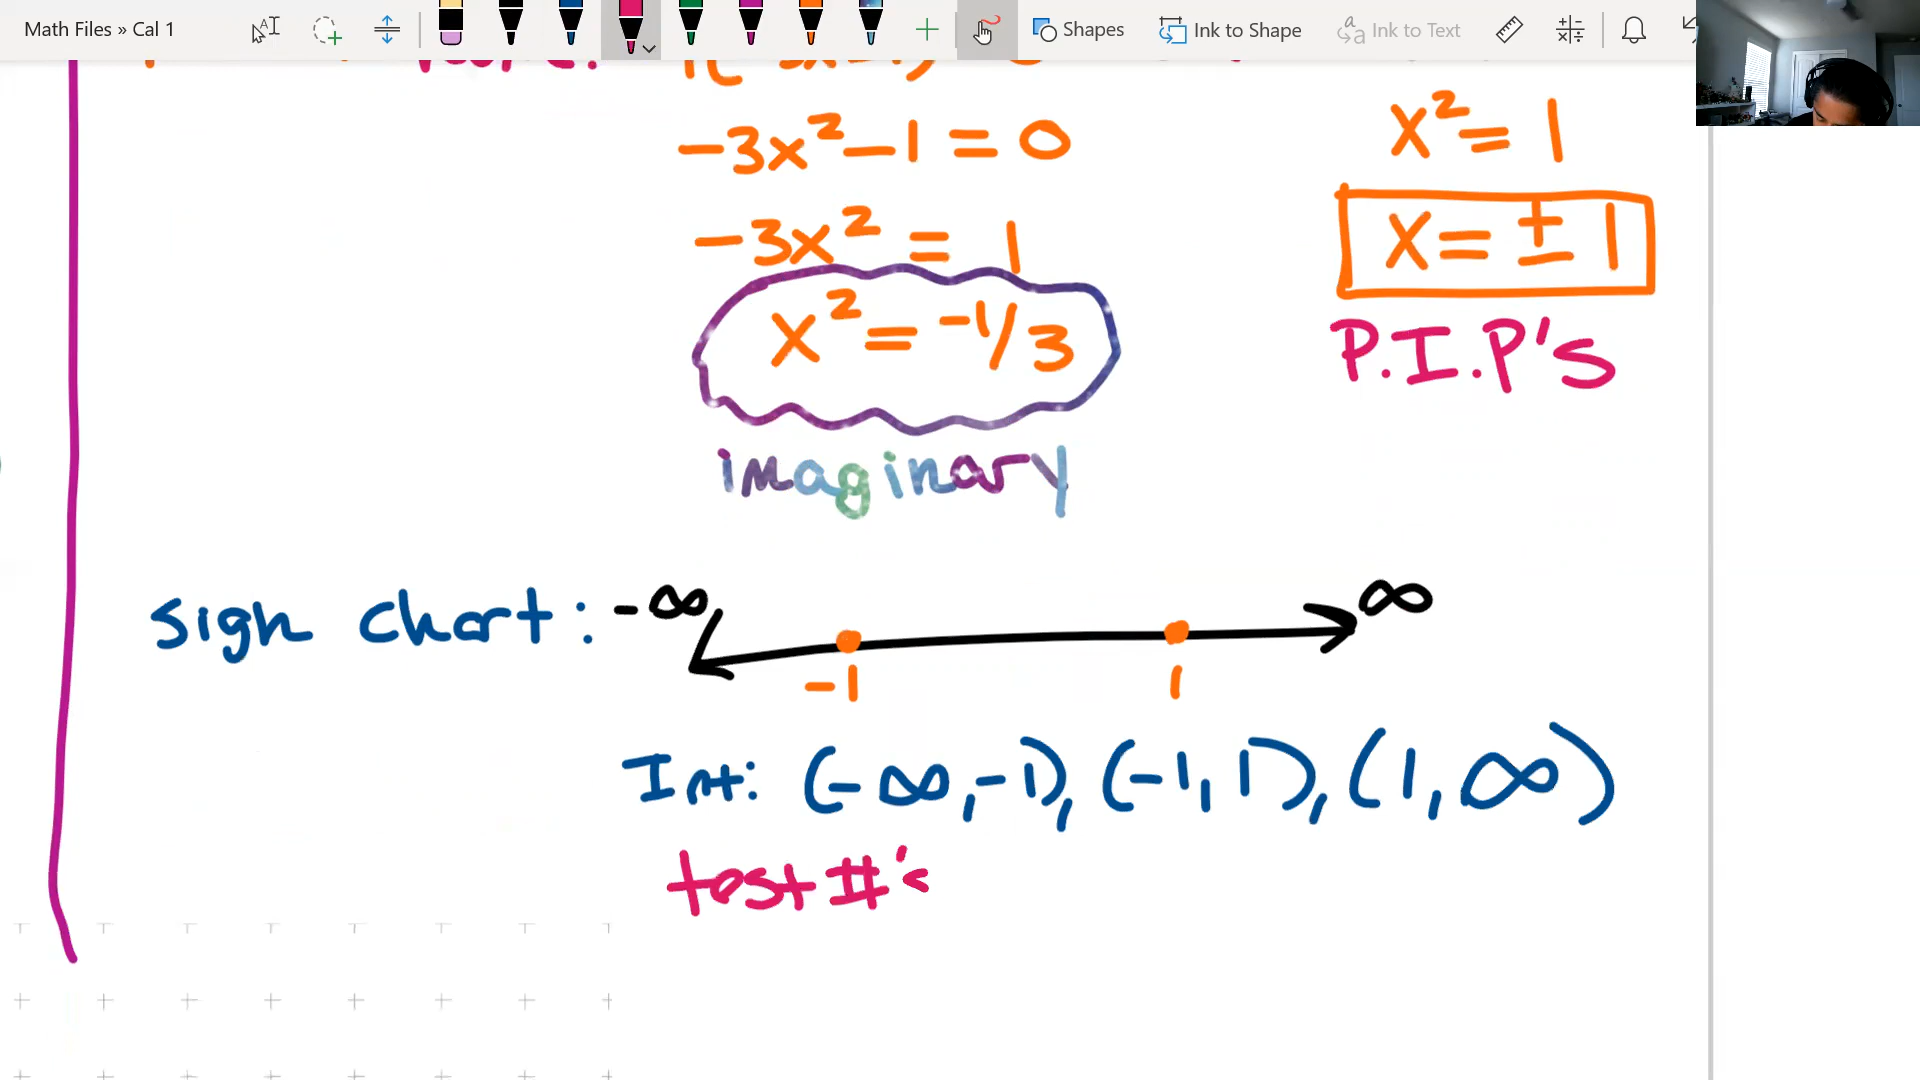 Math Files » Cal 1
Shapes
Ink to Shape
Ink to Text
-3x²-1 = 0
-3x² = 1
x² = -1/3
imaginary
x² = 1
x = ± 1
P.I.P's
sign chart: -∞ ∞
-1 1
Int: (-∞,-1), (-1,1), (1,∞)
test #'s